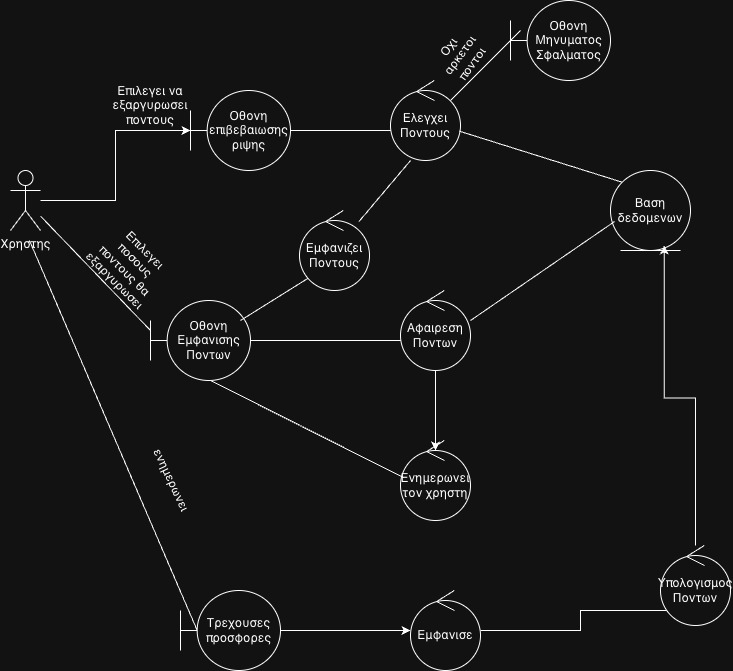 Οθονη
Μηνυματος
Σφαλματος
Οχι
αρκετοι
ποντοι
Επιλεγει να
εξαργυρωσει
ποντους
Οθονη
επιβεβαιωσης
ριψης
Ελεγχει
Ποντους
Χρηστης
Βαση
δεδομενων
Επιλεγει
ποσους
ποντους θα
εξαργυρωσει
Εμφανιζει
Ποντους
Οθονη
Εμφανισης
Ποντων
Αφαιρεση
Ποντων
Ενημερωνει
τον χρηστη
ενημερωνει
Υπολογισμος
Ποντων
Τρεχουσες
προσφορες
Εμφανισε